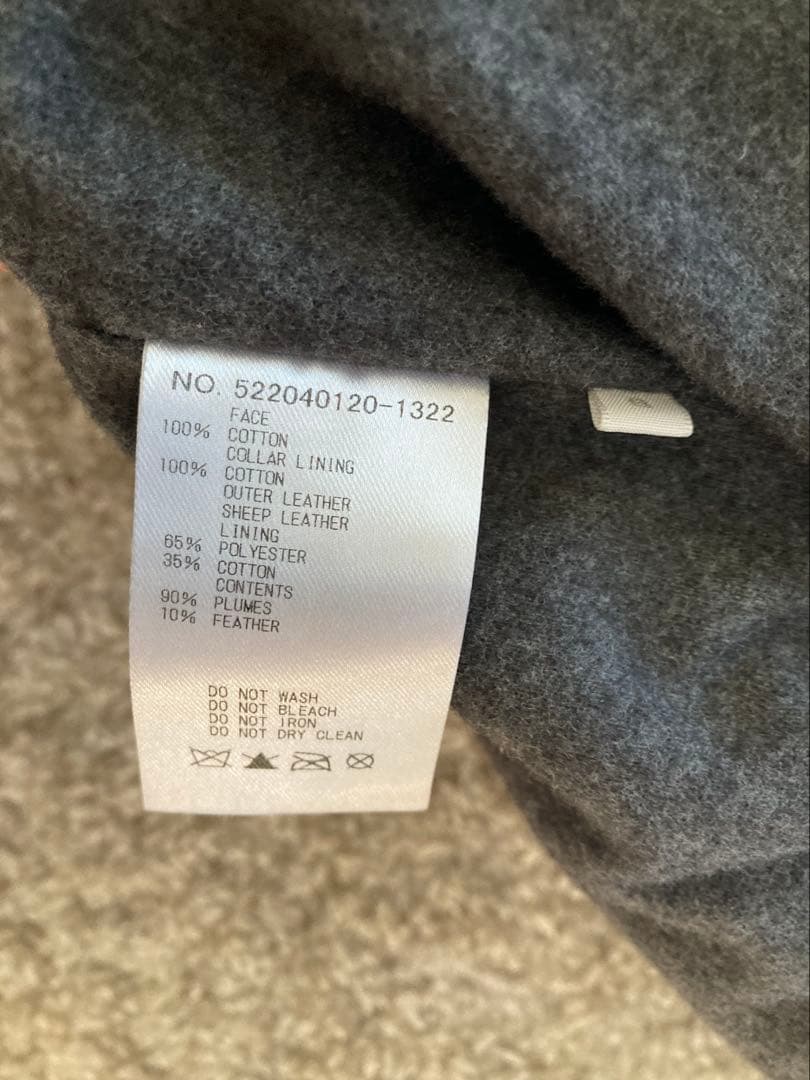 NO. 522040120-1322
FACE
100% COTTON
COLLAR LINING
100% COTTON
OUTER LEATHER
SHEEP LEATHER
LINING
65% POLYESTER
35% COTTON
CONTENTS
90% PLUMES
10% FEATHER
DO NOT WASH
DO NOT BLEACH
DO NOT IRON
DO NOT DRY CLEAN